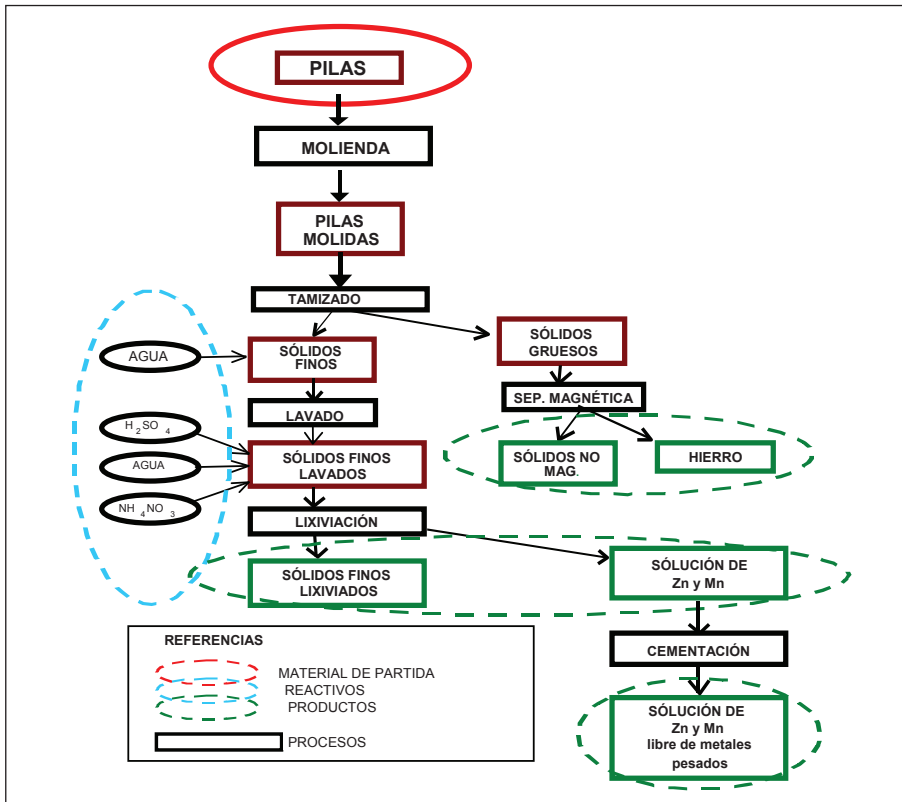 PILAS
MOLIENDA
PILAS
MOLIDAS
TAMIZADO
SÓLIDOS
GRUESOS
AGUA
SÓLIDOS
FINOS
SEP. MAGNÉTICA
LAVADO
H2SO4
SÓLIDOS NO
MAG.
HIERRO
SÓLIDOS FINOS
LAVADOS
AGUA
NH4NO3
LIXIVIACIÓN
SÓLIDOS FINOS
LIXIVIADOS
SÓLUCIÓN DE
Zn y Mn
CEMENTACIÓN
SÓLUCIÓN DE
Zn y Mn
libre de metales
pesados
REFERENCIAS
MATERIAL DE PARTIDA
REACTIVOS
PRODUCTOS
PROCESOS